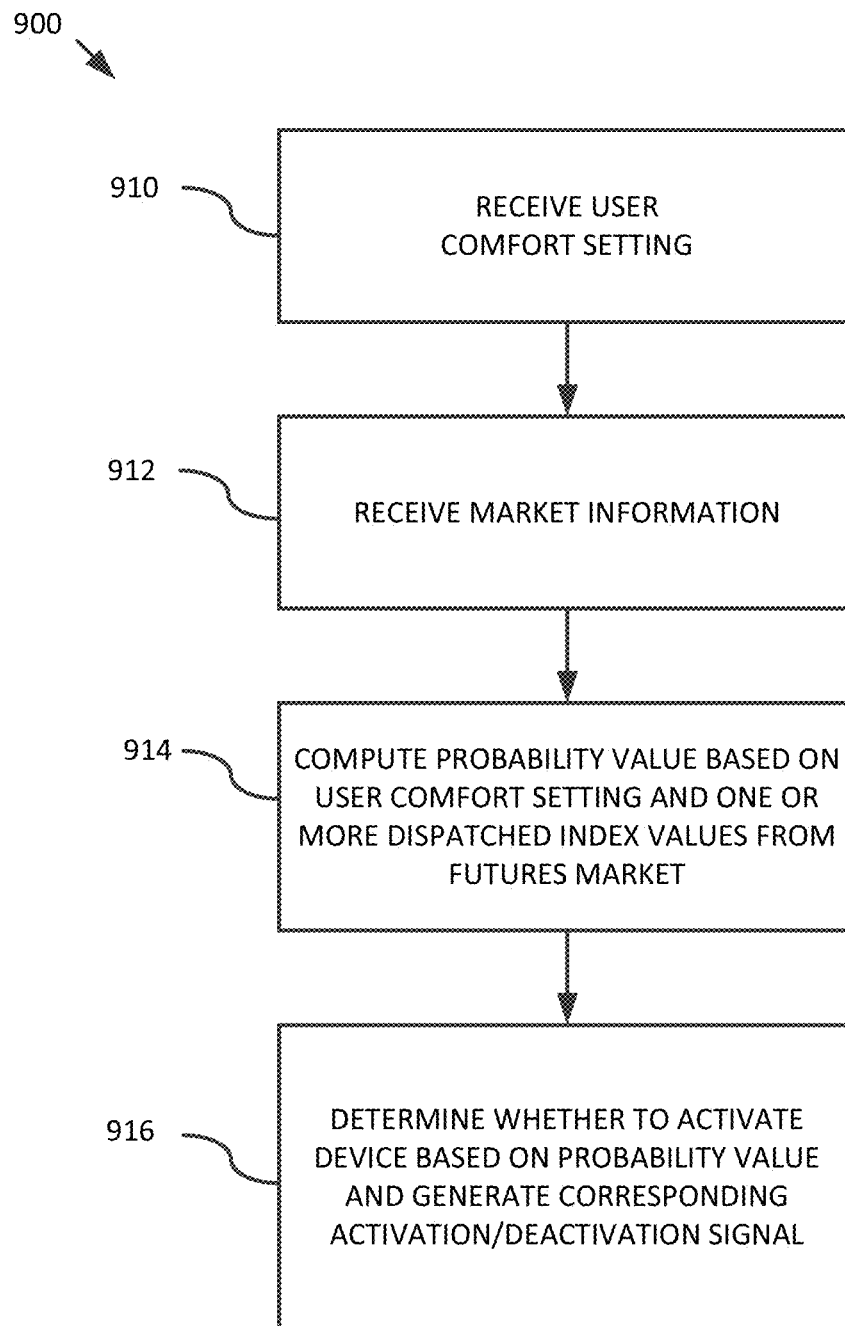 900
910
RECEIVE USER
COMFORT SETTING
912
RECEIVE MARKET INFORMATION
914
COMPUTE PROBABILITY VALUE BASED ON
USER COMFORT SETTING AND ONE OR
MORE DISPATCHED INDEX VALUES FROM
FUTURES MARKET
916
DETERMINE WHETHER TO ACTIVATE
DEVICE BASED ON PROBABILITY VALUE
AND GENERATE CORRESPONDING
ACTIVATION/DEACTIVATION SIGNAL